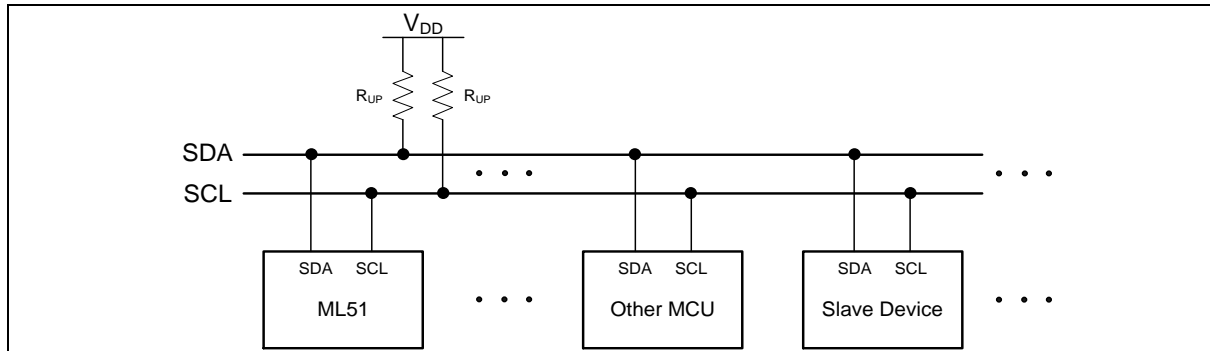 VDD
RUP RUP
SDA
. . . . . .
SCL
SDA SCL SDA SCL SDA SCL
ML51 . . . Other MCU Slave Device . . .